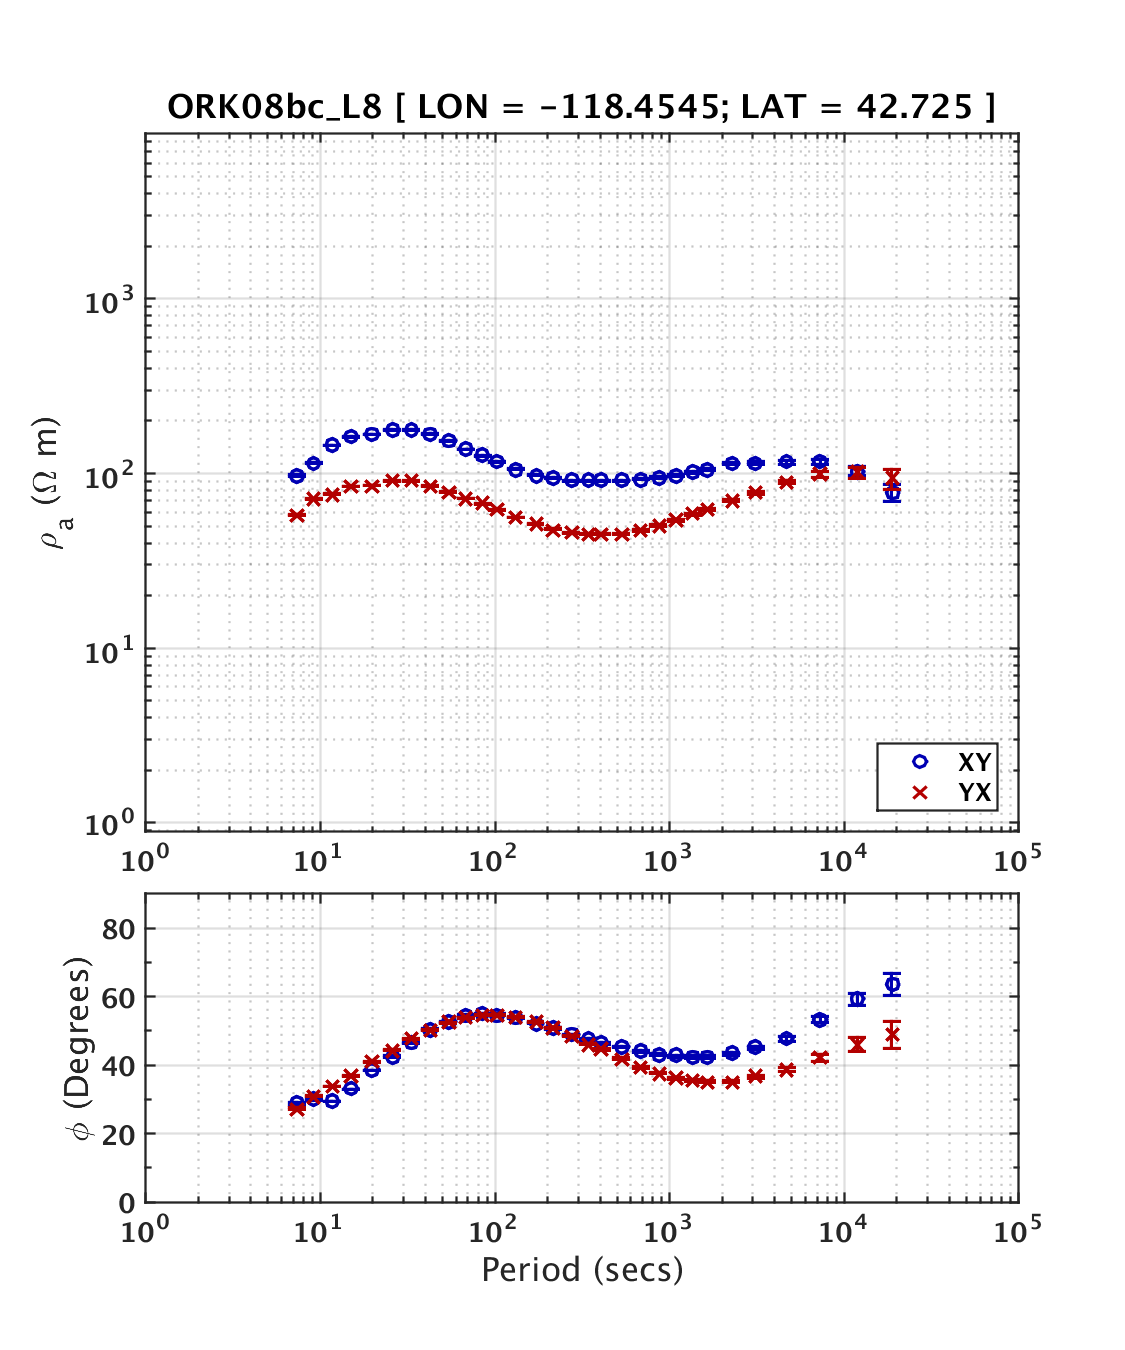 ORK08bc_L8 [ LON = -118.4545; LAT = 42.725 ]
10³
10²
10¹
10⁰
ρₐ (Ω m)
XY
YX
10⁰ 10¹ 10² 10³ 10⁴ 10⁵
80
60
40
20
0
ϕ (Degrees)
10⁰ 10¹ 10² 10³ 10⁴ 10⁵
Period (secs)